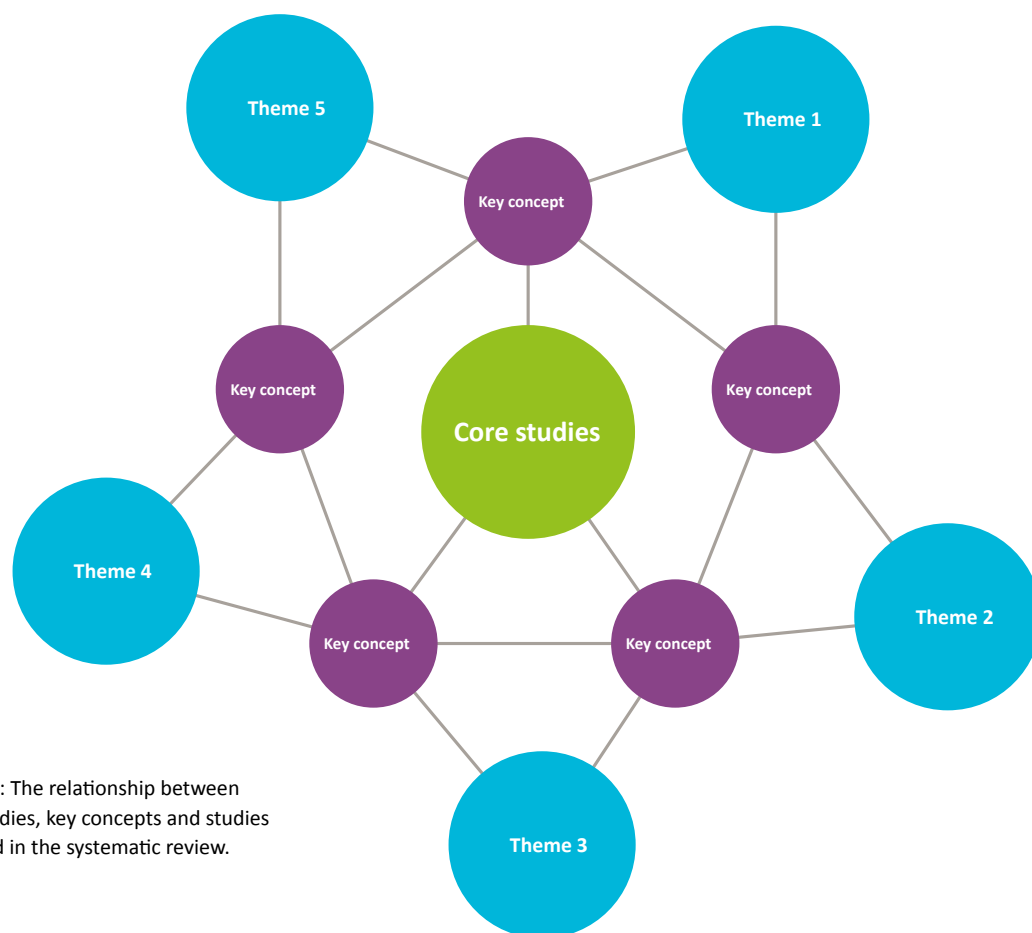 Theme 5
Theme 1
Key concept
Key concept
Key concept
Core studies
Theme 4
Theme 2
Key concept
Key concept
: The relationship between
dies, key concepts and studies
d in the systematic review.
Theme 3